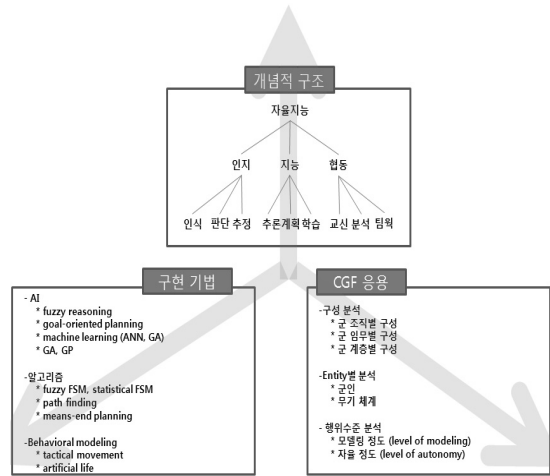 개념적 구조
자율지능
인지 지능 협동
인식 판단 추정 추론 계획 학습 교신 분석 팀웍
구현 기법
- AI
* fuzzy reasoning
* goal-oriented planning
* machine learning (ANN, GA)
* GA, GP
-알고리즘
* fuzzy FSM, statistical FSM
* path finding
* means-end planning
-Behavioral modeling
* tactical movement
* artificial life
CGF 응용
-구성 분석
* 군 조직별 구성
* 군 임무별 구성
* 군 계층별 구성
-Entity별 분석
* 군인
* 무기 체계
- 행위수준 분석
* 모델링 정도 (level of modeling)
* 자율 정도 (level of autonomy)